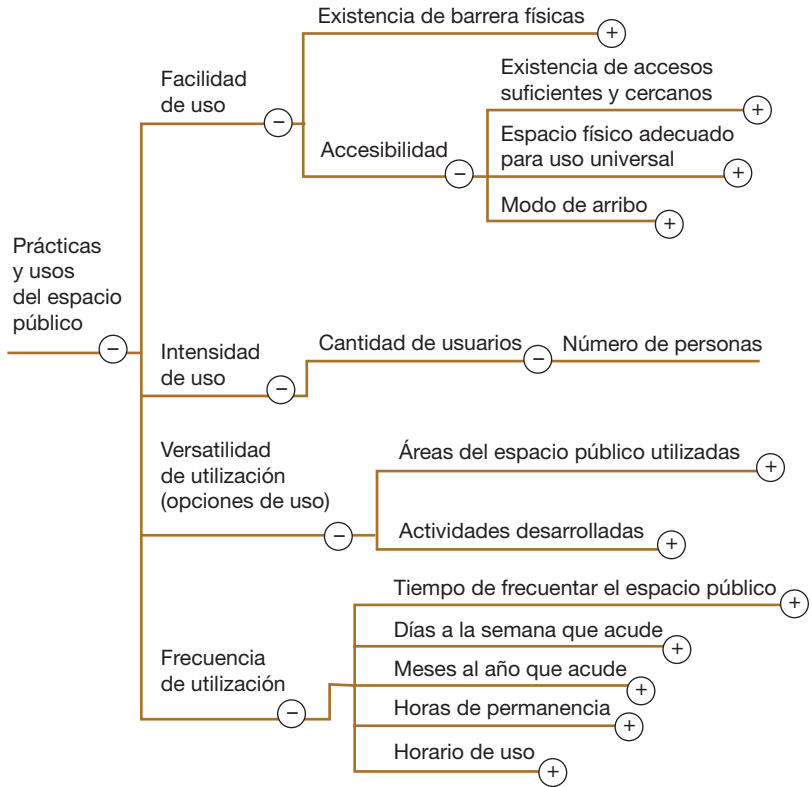 Prácticas
y usos
del espacio
público
−
Facilidad
de uso
−
Existencia de barrera físicas
+
Accesibilidad
−
Existencia de accesos
suficientes y cercanos
+
Espacio físico adecuado
para uso universal
+
Modo de arribo
+
Intensidad
de uso
−
Cantidad de usuarios
−
Número de personas
Versatilidad
de utilización
(opciones de uso)
−
Áreas del espacio público utilizadas
+
Actividades desarrolladas
+
Frecuencia
de utilización
−
Tiempo de frecuentar el espacio público
+
Días a la semana que acude
+
Meses al año que acude
+
Horas de permanencia
+
Horario de uso
+